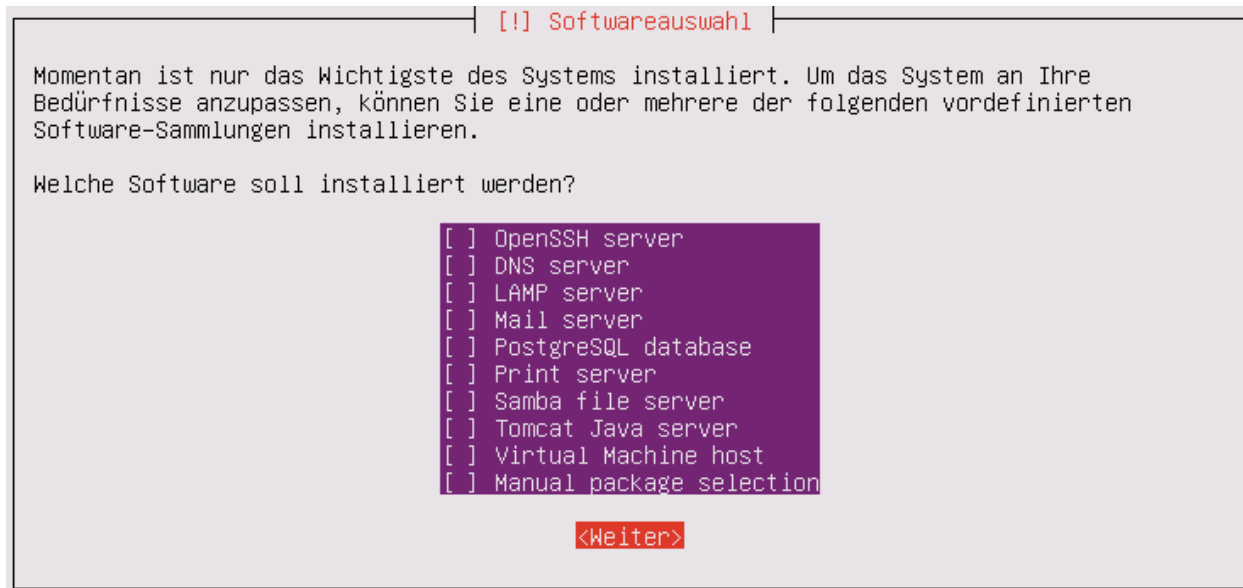 [!] Softwareauswahl
Momentan ist nur das Wichtigste des Systems installiert. Um das System an Ihre
Bedürfnisse anzupassen, können Sie eine oder mehrere der folgenden vordefinierten
Software-Sammlungen installieren.
Welche Software soll installiert werden?
[ ] OpenSSH server
[ ] DNS server
[ ] LAMP server
[ ] Mail server
[ ] PostgreSQL database
[ ] Print server
[ ] Samba file server
[ ] Tomcat Java server
[ ] Virtual Machine host
[ ] Manual package selection
<Weiter>